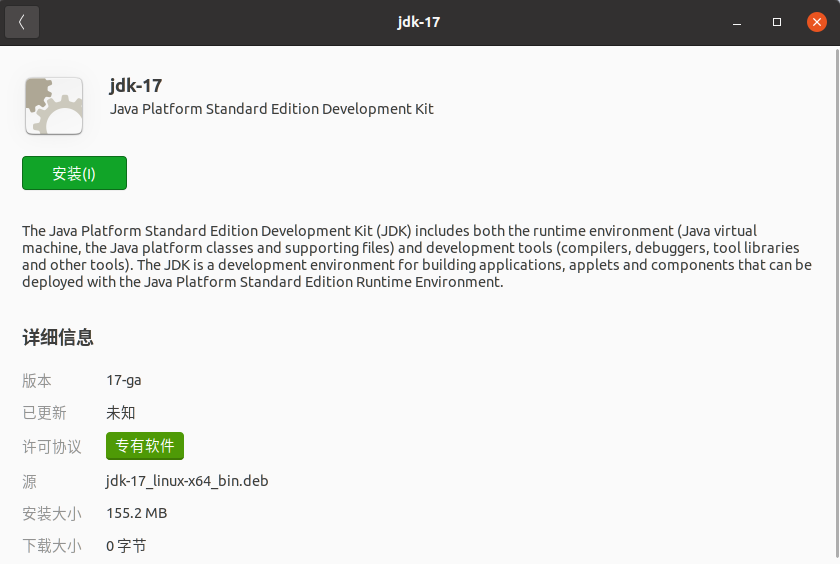 jdk-17
jdk-17
Java Platform Standard Edition Development Kit
安装(I)
The Java Platform Standard Edition Development Kit (JDK) includes both the runtime environment (Java virtual
machine, the Java platform classes and supporting files) and development tools (compilers, debuggers, tool libraries
and other tools). The JDK is a development environment for building applications, applets and components that can be
deployed with the Java Platform Standard Edition Runtime Environment.
详细信息
版本 17-ga
已更新 未知
许可协议 专有软件
源 jdk-17_linux-x64_bin.deb
安装大小 155.2 MB
下载大小 0 字节